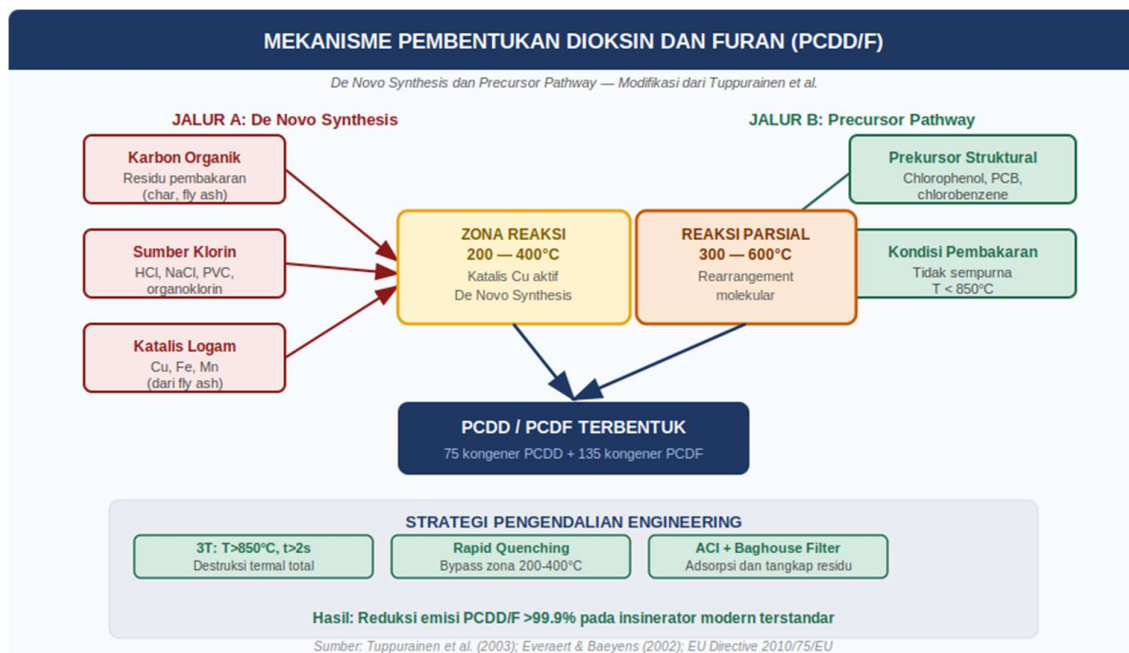 MEKANISME PEMBENTUKAN DIOKSIN DAN FURAN (PCDD/F)
De Novo Synthesis dan Precursor Pathway — Modifikasi dari Tuppurainen et al.
JALUR A: De Novo Synthesis
Karbon Organik
Residu pembakaran
(char, fly ash)
Sumber Klorin
HCl, NaCl, PVC,
organoklorin
Katalis Logam
Cu, Fe, Mn
(dari fly ash)
ZONA REAKSI
200 — 400°C
Katalis Cu aktif
De Novo Synthesis
JALUR B: Precursor Pathway
Prekursor Struktural
Chlorophenol, PCB,
chlorobenzene
Kondisi Pembakaran
Tidak sempurna
T < 850°C
REAKSI PARSIAL
300 — 600°C
Rearrangement
molekular
PCDD / PCDF TERBENTUK
75 kongener PCDD + 135 kongener PCDF
STRATEGI PENGENDALIAN ENGINEERING
3T: T>850°C, t>2s
Destruksi termal total
Rapid Quenching
Bypass zona 200-400°C
ACI + Baghouse Filter
Adsorpsi dan tangkap residu
Hasil: Reduksi emisi PCDD/F >99.9% pada insinerator modern terstandar
Sumber: Tuppurainen et al. (2003); Everaert & Baeyens (2002); EU Directive 2010/75/EU